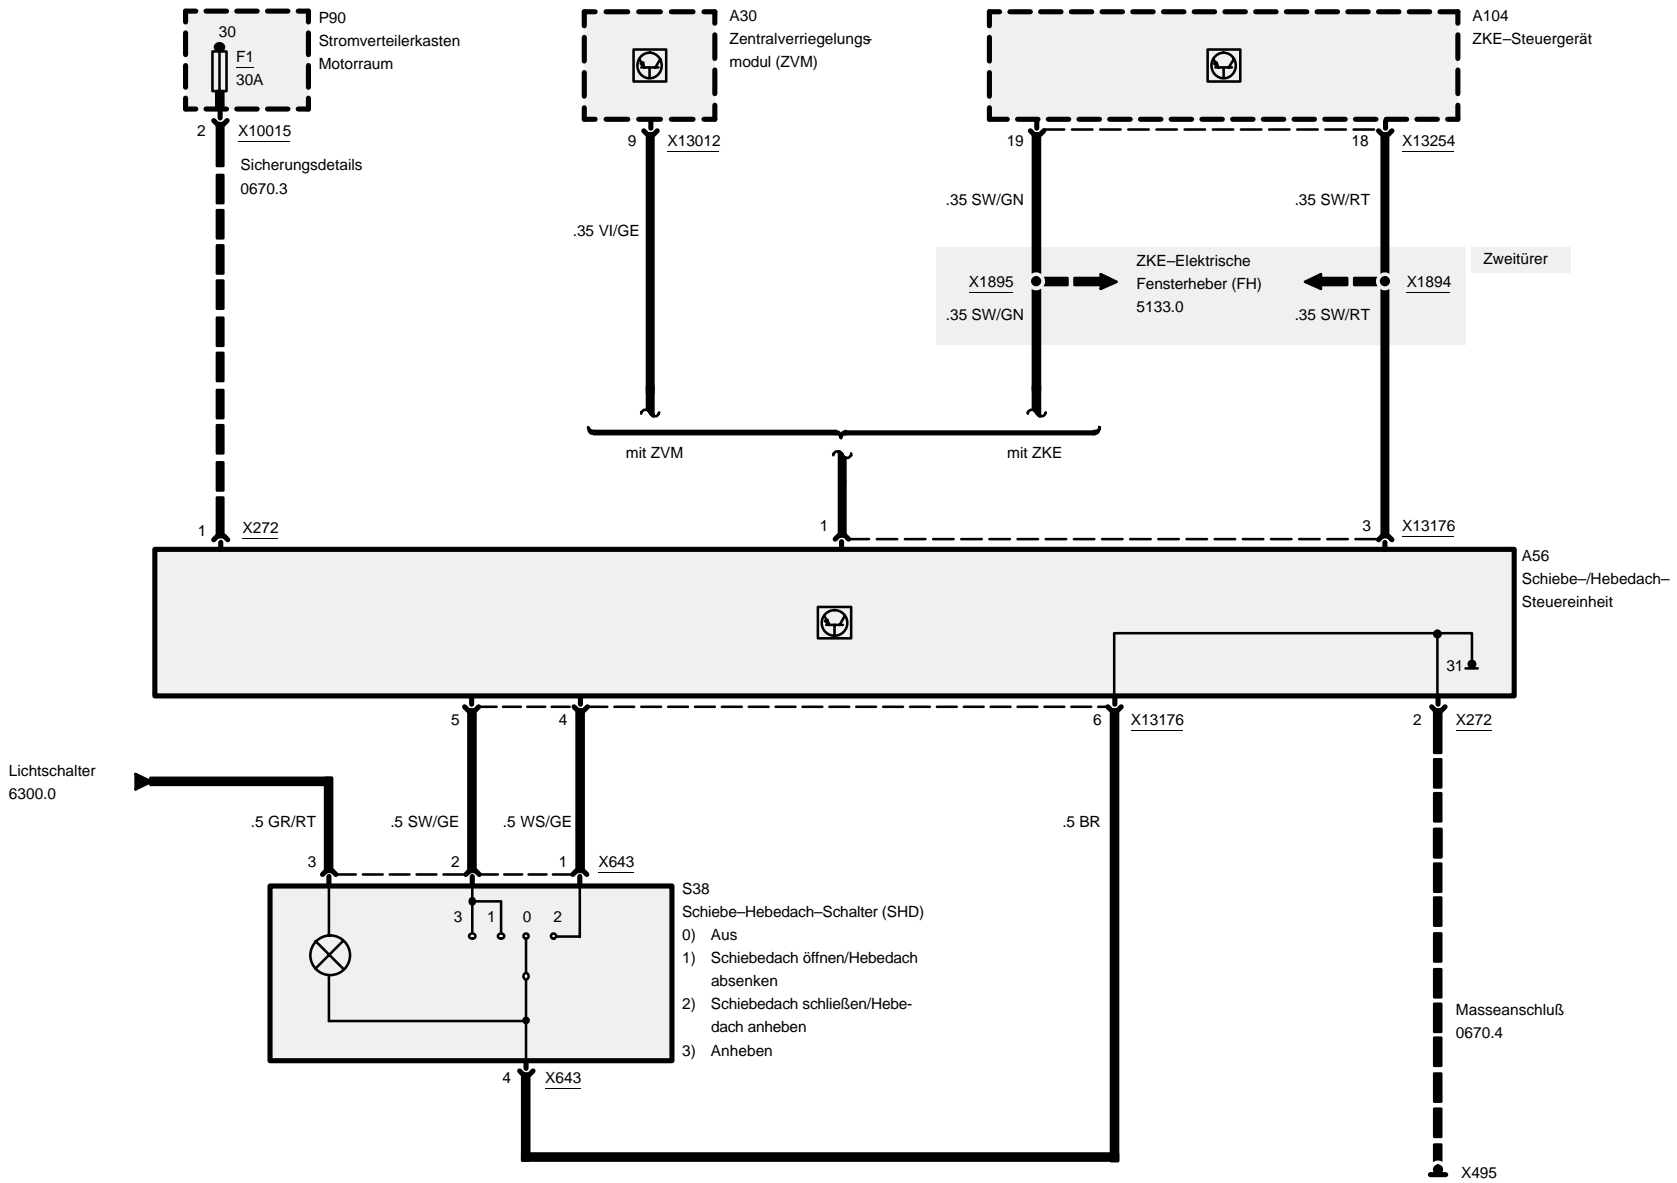 P90
Stromverteilerkasten
Motorraum
30
F1
30A
2
X10015
Sicherungsdetails
0670.3
A30
Zentralverriegelungs-
modul (ZVM)
9
X13012
.35 VI/GE
A104
ZKE–Steuergerät
19
18
X13254
.35 SW/GN
.35 SW/RT
Zweitürer
X1895
ZKE–Elektrische
Fensterheber (FH)
5133.0
X1894
.35 SW/GN
.35 SW/RT
mit ZVM
mit ZKE
1
X272
1
3
X13176
A56
Schiebe–/Hebedach–
Steuereinheit
31
5
4
6
X13176
2
X272
Lichtschalter
6300.0
.5 GR/RT
.5 SW/GE
.5 WS/GE
.5 BR
3
2
1
X643
3
1
0
2
S38
Schiebe–Hebedach–Schalter (SHD)
0) Aus
1) Schiebedach öffnen/Hebedach
absenken
2) Schiebedach schließen/Hebe-
dach anheben
3) Anheben
4
X643
Masseanschluß
0670.4
X495